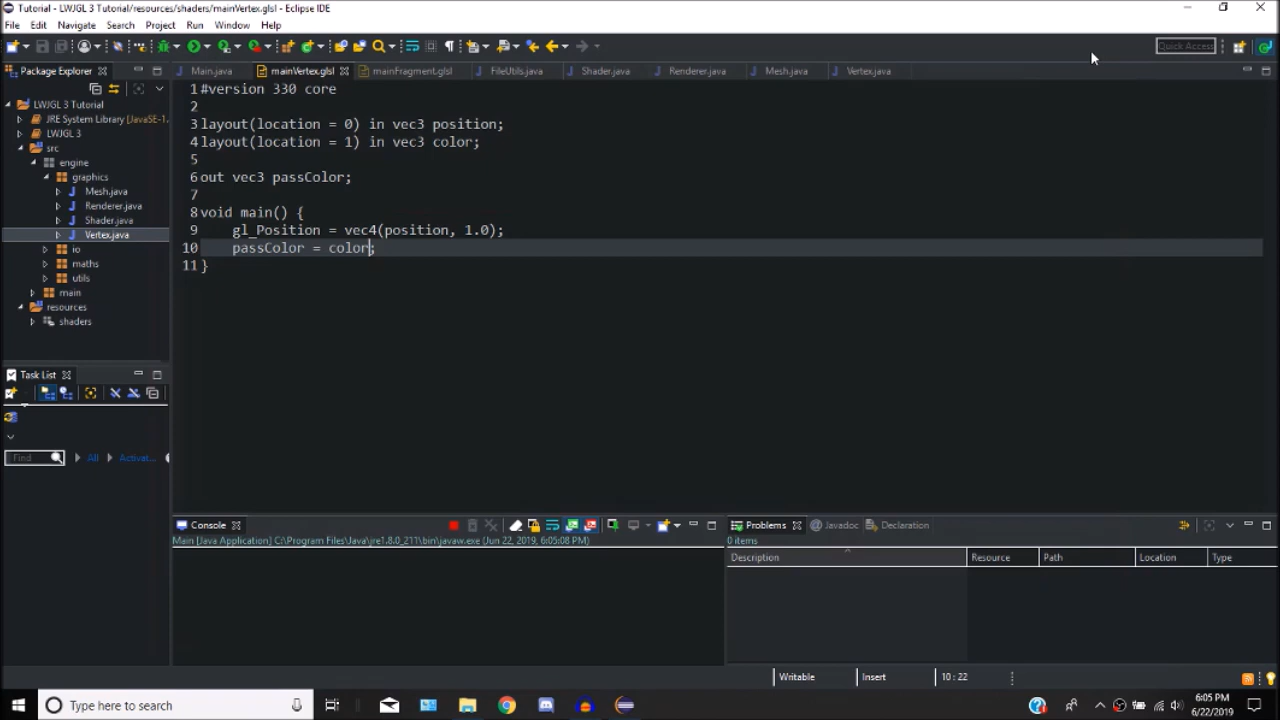 Tutorial - LWJGL 3 Tutorial/resources/shaders/mainVertex.glsl - Eclipse IDE
File Edit Navigate Search Project Run Window Help
Quick Access
Package Explorer
Main.java mainVertex.glsl mainFragment.glsl FileUtils.java Shader.java Renderer.java Mesh.java Vertex.java
LWJGL 3 Tutorial
JRE System Library [JavaSE-1.
LWJGL 3
src
engine
graphics
Mesh.java
Renderer.java
Shader.java
Vertex.java
io
maths
utils
main
resources
shaders
1 #version 330 core
2
3 layout(location = 0) in vec3 position;
4 layout(location = 1) in vec3 color;
5
6 out vec3 passColor;
7
8 void main() {
9 gl_Position = vec4(position, 1.0);
10 passColor = color;
11 }
Task List
Find All Activat...
Console
Main [Java Application] C:\Program Files\Java\jre1.8.0_211\bin\javaw.exe (Jun 22, 2019, 6:05:08 PM)
Problems Javadoc Declaration
0 items
Description Resource Path Location Type
Writable Insert 10 : 22
Type here to search
6:05 PM
6/22/2019